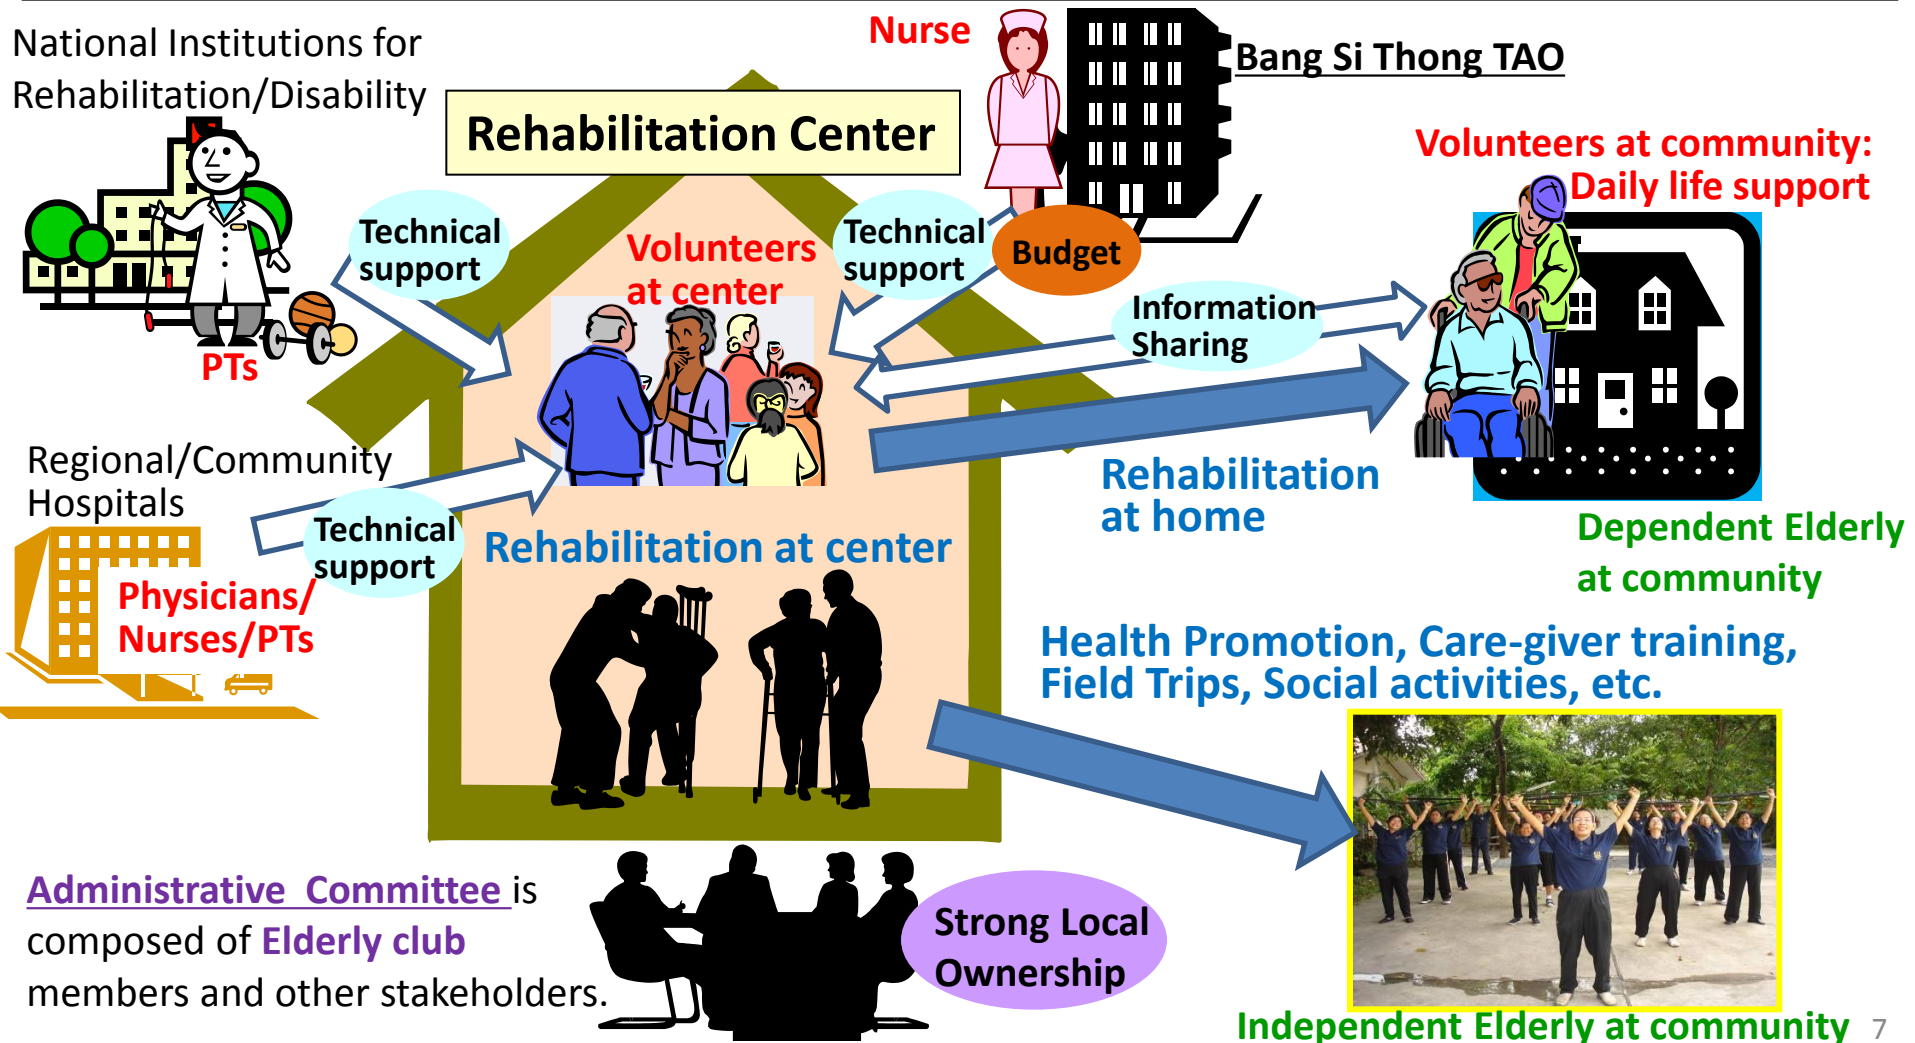 National Institutions for
Rehabilitation/Disability
PTs
Technical
support
Rehabilitation Center
Nurse
Bang Si Thong TAO
Technical
support
Budget
Volunteers
at center
Volunteers at community:
Daily life support
Information
Sharing
Regional/Community
Hospitals
Physicians/
Nurses/PTs
Technical
support
Rehabilitation at center
Rehabilitation
at home
Dependent Elderly
at community
Health Promotion, Care-giver training,
Field Trips, Social activities, etc.
Administrative  Committee is
composed of Elderly club
members and other stakeholders.
Strong Local
Ownership
Independent Elderly at community
7